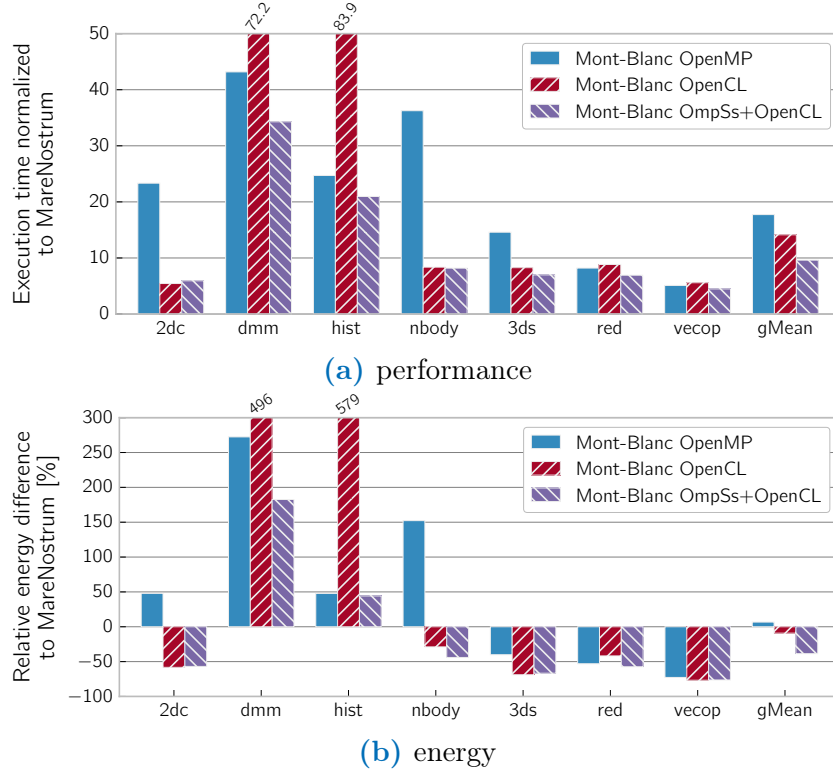 72.2
83.9
50
40
30
20
10
0
Execution time normalized
to MareNostrum
Mont-Blanc OpenMP
Mont-Blanc OpenCL
Mont-Blanc OmpSs+OpenCL
2dc dmm hist nbody 3ds red vecop gMean
(a) performance
496
579
300
250
200
150
100
50
0
−50
−100
Relative energy difference
to MareNostrum [%]
Mont-Blanc OpenMP
Mont-Blanc OpenCL
Mont-Blanc OmpSs+OpenCL
2dc dmm hist nbody 3ds red vecop gMean
(b) energy